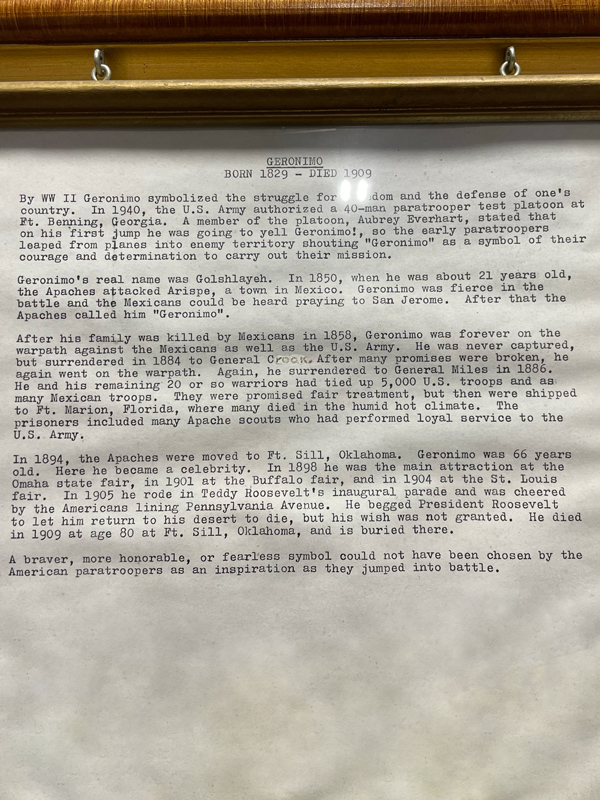 GERONIMO
BORN 1829 - DIED 1909
By WW II Geronimo symbolized the struggle for dom and the defense of one's
country. In 1940, the U.S. Army authorized a 40-man paratrooper test platoon at
Ft. Benning, Georgia. A member of the platoon, Aubrey Everhart, stated that
on his first jump he was going to yell Geronimo!, so the early paratroopers
leaped from planes into enemy territory shouting "Geronimo" as a symbol of their
courage and determination to carry out their mission.
Geronimo's real name was Golshlayeh. In 1850, when he was about 21 years old,
the Apaches attacked Arispe, a town in Mexico. Geronimo was fierce in the
battle and the Mexicans could be heard praying to San Jerome. After that the
Apaches called him "Geronimo".
After his family was killed by Mexicans in 1858, Geronimo was forever on the
warpath against the Mexicans as well as the U.S. Army. He was never captured,
but surrendered in 1884 to General Crook. After many promises were broken, he
again went on the warpath. Again, he surrendered to General Miles in 1886.
He and his remaining 20 or so warriors had tied up 5,000 U.S. troops and as
many Mexican troops. They were promised fair treatment, but then were shipped
to Ft. Marion, Florida, where many died in the humid hot climate. The
prisoners included many Apache scouts who had performed loyal service to the
U.S. Army.
In 1894, the Apaches were moved to Ft. Sill, Oklahoma. Geronimo was 66 years
old. Here he became a celebrity. In 1898 he was the main attraction at the
Omaha state fair, in 1901 at the Buffalo fair, and in 1904 at the St. Louis
fair. In 1905 he rode in Teddy Roosevelt's inaugural parade and was cheered
by the Americans lining Pennsylvania Avenue. He begged President Roosevelt
to let him return to his desert to die, but his wish was not granted. He died
in 1909 at age 80 at Ft. Sill, Oklahoma, and is buried there.
A braver, more honorable, or fearless symbol could not have been chosen by the
American paratroopers as an inspiration as they jumped into battle.